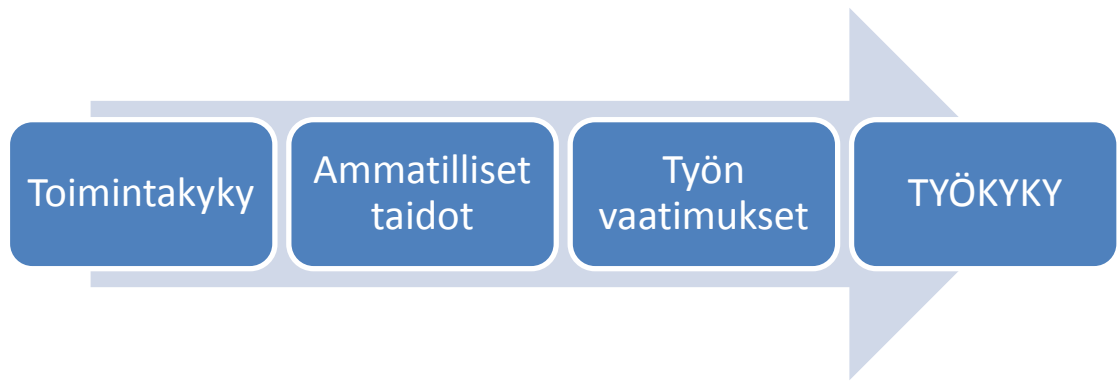 Toimintakyky
Ammatilliset
taidot
Työn
vaatimukset
TYÖKYKY